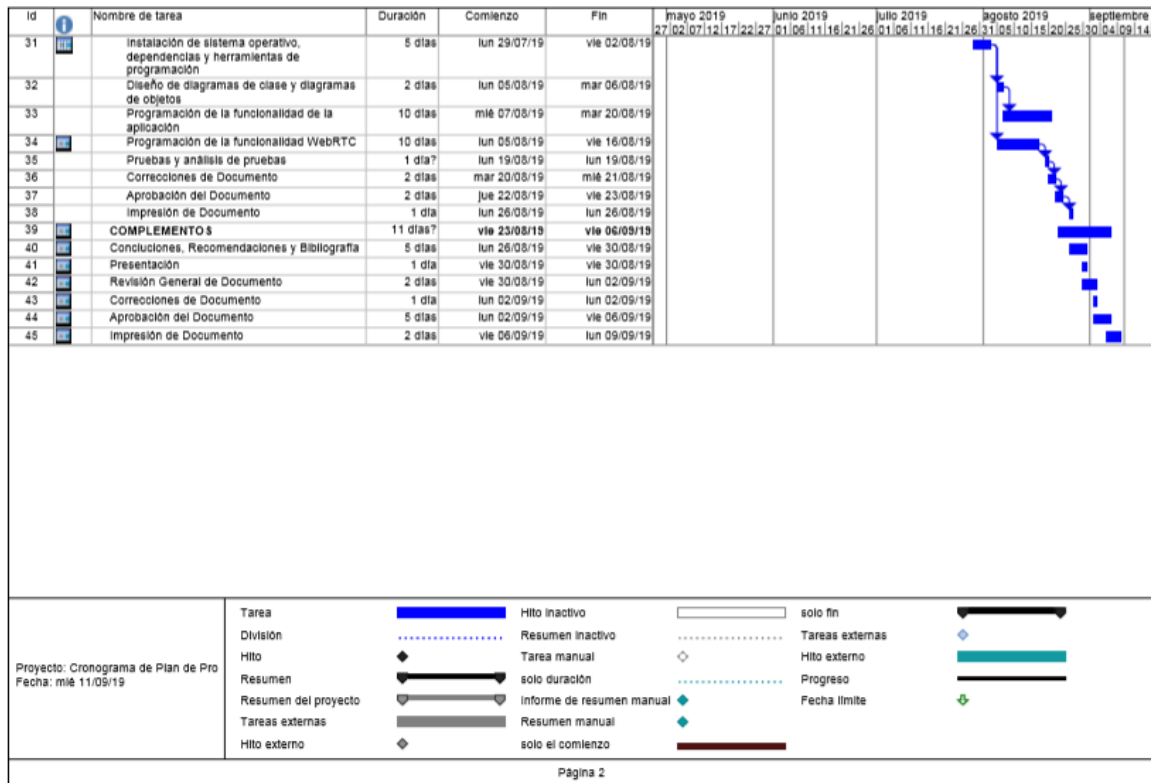 Id Nombre de tarea Duración Comienzo Fin mayo 2019 junio 2019 julio 2019 agosto 2019 septiembre
27 02 07 12 17 22 27 01 06 11 16 21 26 01 06 11 16 21 26 31 05 10 15 20 25 30 04 09 14
31 Instalación de sistema operativo, 5 días lun 29/07/19 vie 02/08/19
dependencias y herramientas de
programación
32 Diseño de diagramas de clase y diagramas 2 días lun 05/08/19 mar 06/08/19
de objetos
33 Programación de la funcionalidad de la 10 días mié 07/08/19 mar 20/08/19
aplicación
34 Programación de la funcionalidad WebRTC 10 días lun 05/08/19 vie 16/08/19
35 Pruebas y análisis de pruebas 1 día? lun 19/08/19 lun 19/08/19
36 Correcciones de Documento 2 días mar 20/08/19 mié 21/08/19
37 Aprobación del Documento 2 días jue 22/08/19 vie 23/08/19
38 Impresión de Documento 1 día lun 26/08/19 lun 26/08/19
39 COMPLEMENTOS 11 días? vie 23/08/19 vie 06/09/19
40 Concluciones, Recomendaciones y Bibliografía 5 días lun 26/08/19 vie 30/08/19
41 Presentación 1 día vie 30/08/19 vie 30/08/19
42 Revisión General de Documento 2 días vie 30/08/19 lun 02/09/19
43 Correcciones de Documento 1 día lun 02/09/19 lun 02/09/19
44 Aprobación del Documento 5 días lun 02/09/19 vie 06/09/19
45 Impresión de Documento 2 días vie 06/09/19 lun 09/09/19
Proyecto: Cronograma de Plan de Pro
Fecha: mié 11/09/19
Tarea Hito inactivo solo fin
División Resumen inactivo Tareas externas
Hito Tarea manual Hito externo
Resumen solo duración Progreso
Resumen del proyecto Informe de resumen manual Fecha límite
Tareas externas Resumen manual
Hito externo solo el comienzo
Página 2